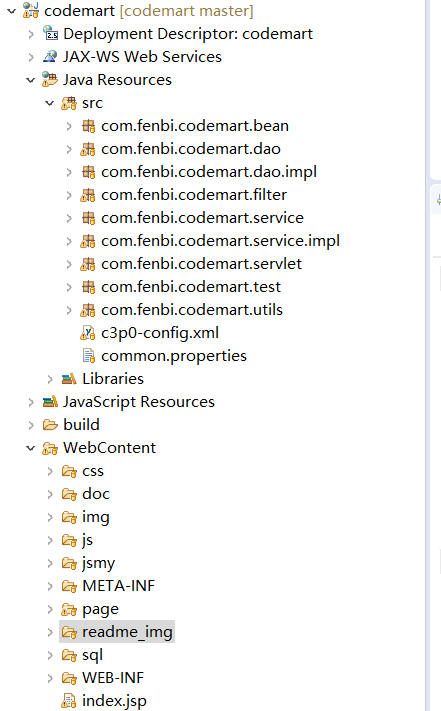 codemart [codemart master]
Deployment Descriptor: codemart
JAX-WS Web Services
Java Resources
src
com.fenbi.codemart.bean
com.fenbi.codemart.dao
com.fenbi.codemart.dao.impl
com.fenbi.codemart.filter
com.fenbi.codemart.service
com.fenbi.codemart.service.impl
com.fenbi.codemart.servlet
com.fenbi.codemart.test
com.fenbi.codemart.utils
c3p0-config.xml
common.properties
Libraries
JavaScript Resources
build
WebContent
css
doc
img
js
jsmy
META-INF
page
readme_img
sql
WEB-INF
index.jsp